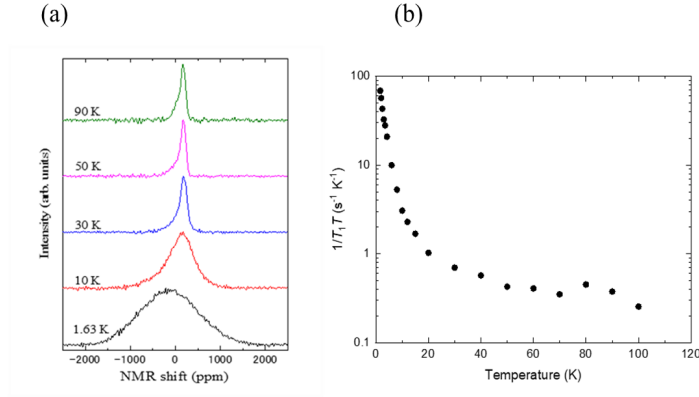 (a)
(b)
90 K
50 K
30 K
10 K
1.63 K
Intensity (arb. units)
−2000 −1000 0 1000 2000
NMR shift (ppm)
100
10
1
0.1
1/T₁T (s⁻¹ K⁻¹)
0 20 40 60 80 100 120
Temperature (K)